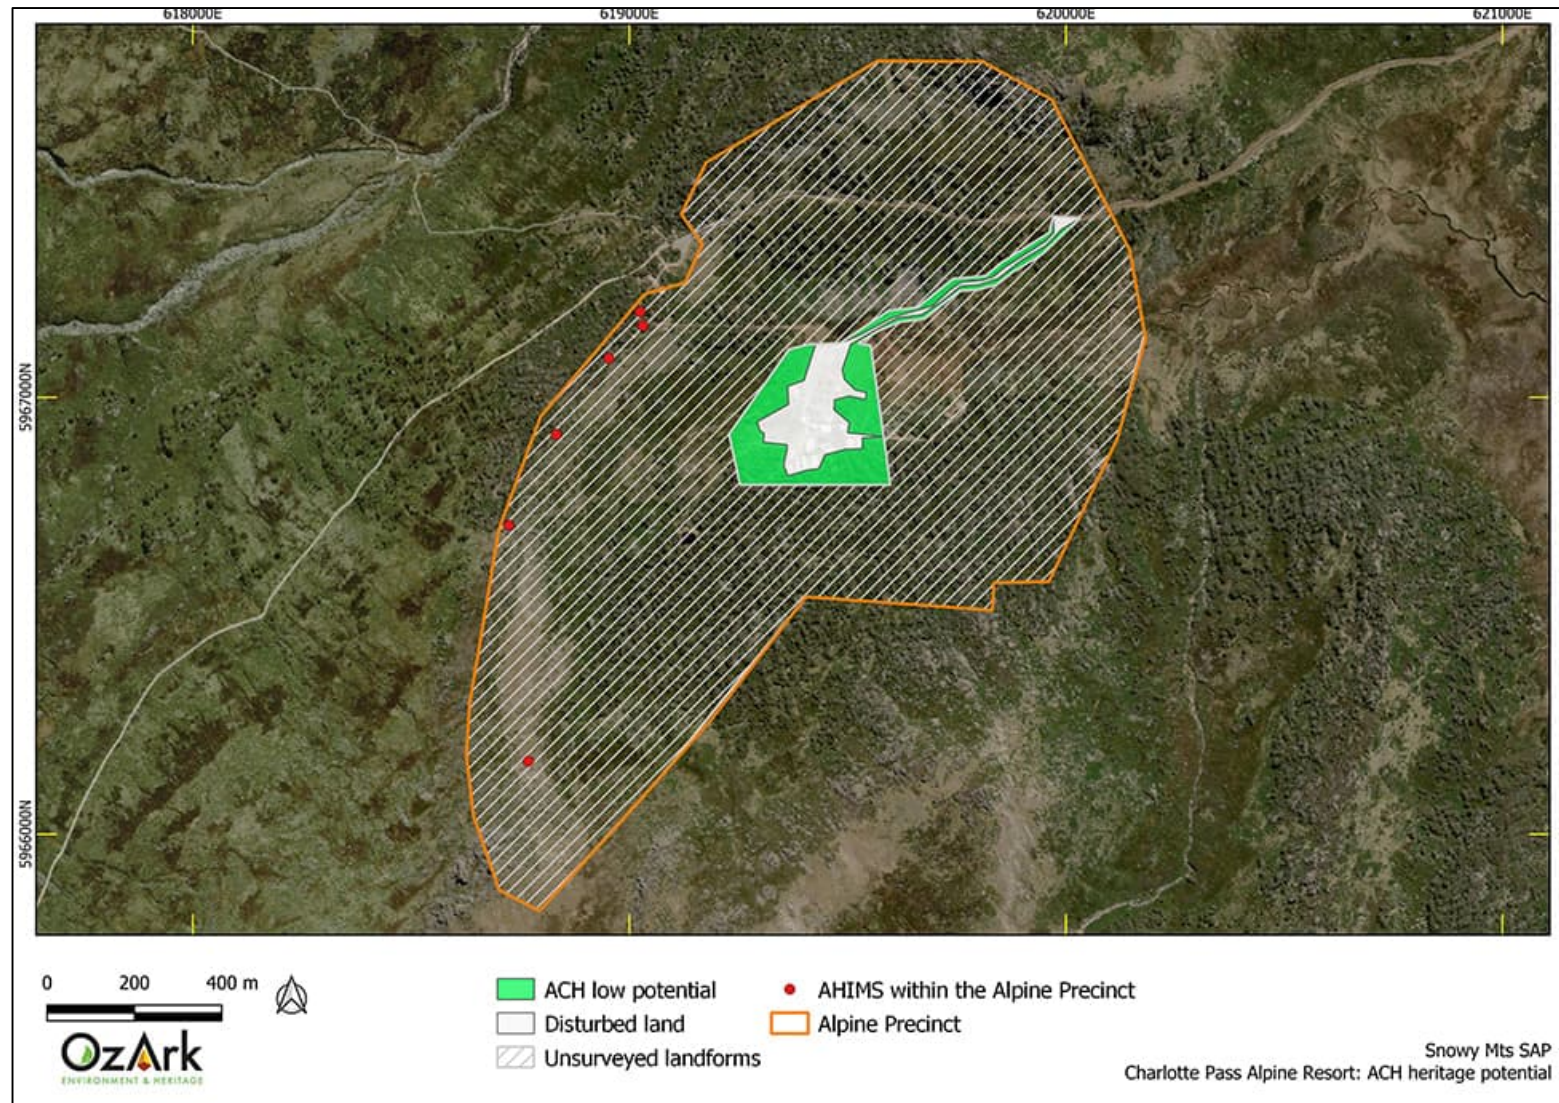 618000E
619000E
620000E
621000E
5967000N
5967000N
5966000N
0 200 400 m
ACH low potential
Disturbed land
Unsurveyed landforms
AHIMS within the Alpine Precinct
Alpine Precinct
OzArk
ENVIRONMENT & HERITAGE
Snowy Mts SAP
Charlotte Pass Alpine Resort: ACH heritage potential